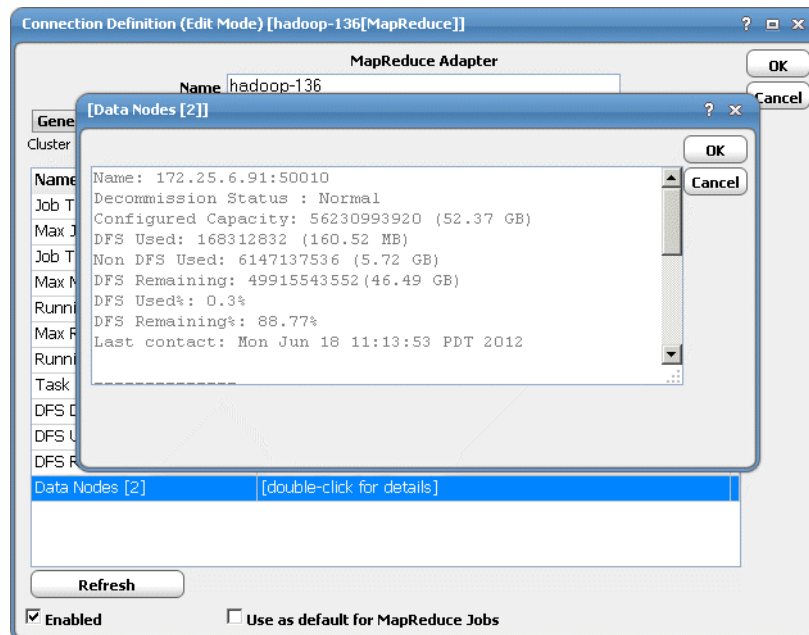 Connection Definition (Edit Mode) [hadoop-136[MapReduce]]
MapReduce Adapter
OK
Name hadoop-136
Cancel
[Data Nodes [2]]
Gene
Cluster
OK
Cancel
Name: 172.25.6.91:50010
Decommission Status : Normal
Configured Capacity: 56230993920 (52.37 GB)
DFS Used: 168312832 (160.52 MB)
Non DFS Used: 6147137536 (5.72 GB)
DFS Remaining: 49915543552(46.49 GB)
DFS Used%: 0.3%
DFS Remaining%: 88.77%
Last contact: Mon Jun 18 11:13:53 PDT 2012
--------------
Name
Job T
Max J
Job T
Max M
Runni
Max R
Runni
Task
DFS D
DFS U
DFS R
Data Nodes [2] [double-click for details]
Refresh
Enabled Use as default for MapReduce Jobs